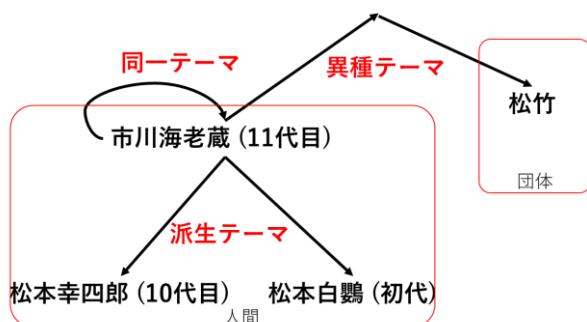 同一テーマ
異種テーマ
松竹
市川海老蔵 (11代目)
団体
派生テーマ
松本幸四郎 (10代目)
松本白鸚 (初代)
人間